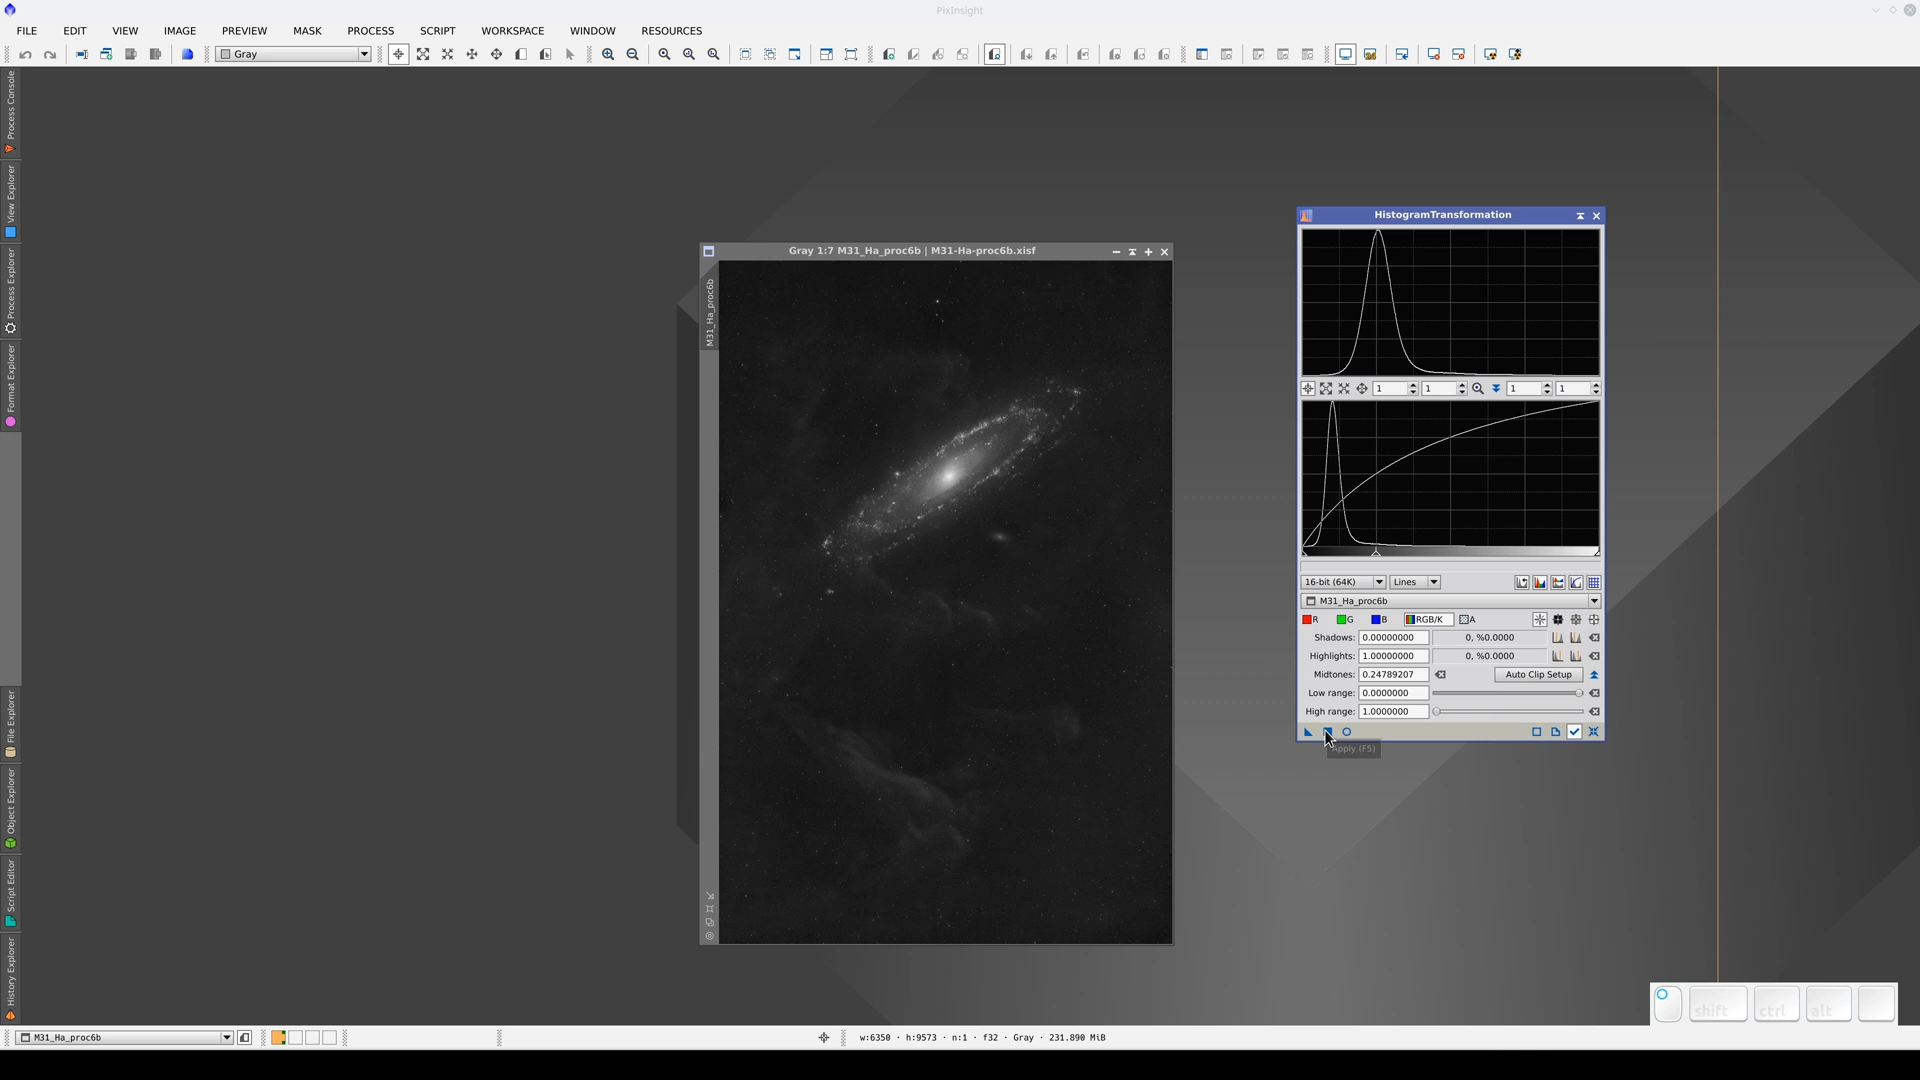 PixInsight
FILE EDIT VIEW IMAGE PREVIEW MASK PROCESS SCRIPT WORKSPACE WINDOW RESOURCES
Gray
Process Console
View Explorer
Process Explorer
Format Explorer
File Explorer
Object Explorer
Script Editor
History Explorer
Gray 1:7 M31_Ha_proc6b | M31-Ha-proc6b.xisf
M31_Ha_proc6b
HistogramTransformation
1 1 1 1
16-bit (64K) Lines
M31_Ha_proc6b
R G B RGB/K A
Shadows: 0.00000000 0, %0.0000
Highlights: 1.00000000 0, %0.0000
Midtones: 0.24789207 Auto Clip Setup
Low range: 0.0000000
High range: 1.0000000
Apply (F5)
shift ctrl alt
M31_Ha_proc6b
w:6350 · h:9573 · n:1 · f32 · Gray · 231.890 MiB